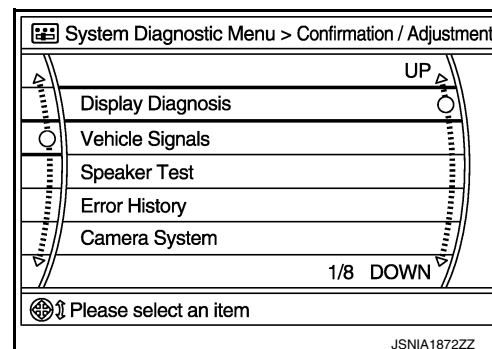 System Diagnostic Menu > Confirmation / Adjustment
UP
Display Diagnosis
Vehicle Signals
Speaker Test
Error History
Camera System
1/8 DOWN
Please select an item
JSNIA1872ZZ